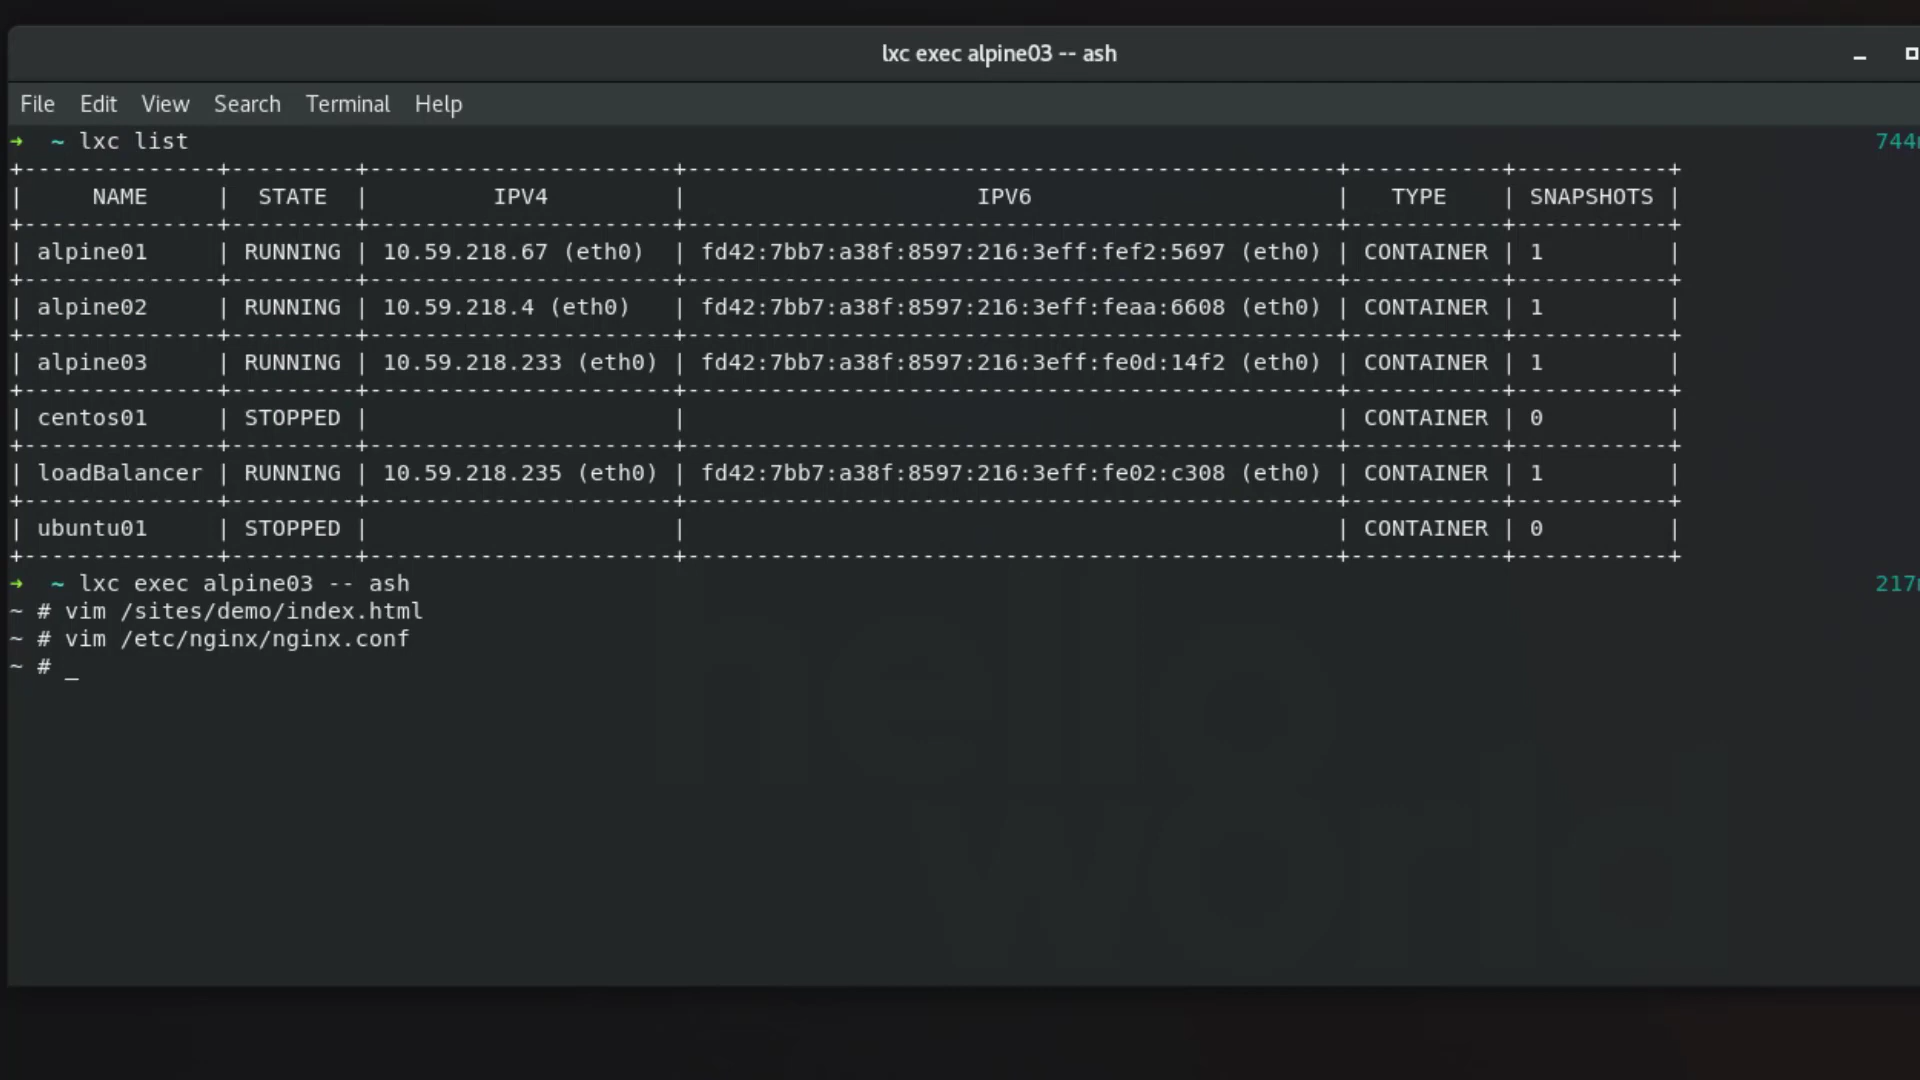 lxc exec alpine03 -- ash
File Edit View Search Terminal Help
➜ ~ lxc list 744
+--------------+---------+-----------------------+-----------------------------------------------+-----------+-----------+
| NAME | STATE | IPV4 | IPV6 | TYPE | SNAPSHOTS |
+--------------+---------+-----------------------+-----------------------------------------------+-----------+-----------+
| alpine01 | RUNNING | 10.59.218.67 (eth0) | fd42:7bb7:a38f:8597:216:3eff:fef2:5697 (eth0) | CONTAINER | 1 |
+--------------+---------+-----------------------+-----------------------------------------------+-----------+-----------+
| alpine02 | RUNNING | 10.59.218.4 (eth0) | fd42:7bb7:a38f:8597:216:3eff:feaa:6608 (eth0) | CONTAINER | 1 |
+--------------+---------+-----------------------+-----------------------------------------------+-----------+-----------+
| alpine03 | RUNNING | 10.59.218.233 (eth0) | fd42:7bb7:a38f:8597:216:3eff:fe0d:14f2 (eth0) | CONTAINER | 1 |
+--------------+---------+-----------------------+-----------------------------------------------+-----------+-----------+
| centos01 | STOPPED | | | CONTAINER | 0 |
+--------------+---------+-----------------------+-----------------------------------------------+-----------+-----------+
| loadBalancer | RUNNING | 10.59.218.235 (eth0) | fd42:7bb7:a38f:8597:216:3eff:fe02:c308 (eth0) | CONTAINER | 1 |
+--------------+---------+-----------------------+-----------------------------------------------+-----------+-----------+
| ubuntu01 | STOPPED | | | CONTAINER | 0 |
+--------------+---------+-----------------------+-----------------------------------------------+-----------+-----------+
➜ ~ lxc exec alpine03 -- ash 217
~ # vim /sites/demo/index.html
~ # vim /etc/nginx/nginx.conf
~ # _
hello
world